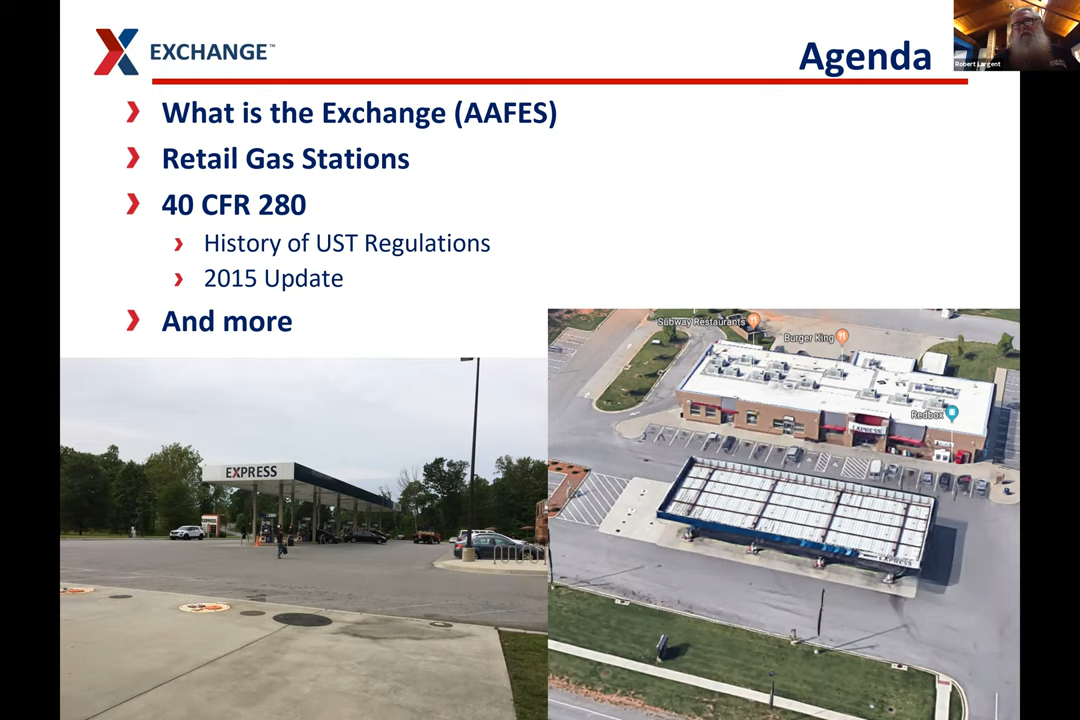 EXCHANGE™
Agenda
Robert Largent
What is the Exchange (AAFES)
Retail Gas Stations
40 CFR 280
History of UST Regulations
2015 Update
And more
Subway Restaurants
Burger King
Redbox
EXPRESS
EXPRESS
EXPRESS